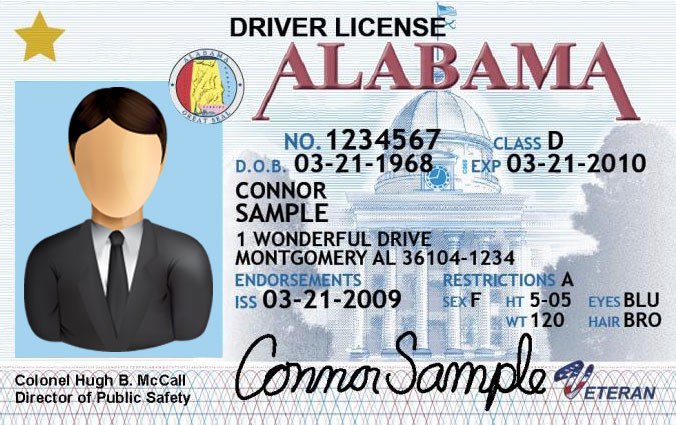 DRIVER LICENSE
ALABAMA
ALABAMA
GREAT SEAL
NO. 1234567 CLASS D
D.O.B. 03-21-1968 EXP 03-21-2010
CONNOR
SAMPLE
1 WONDERFUL DRIVE
MONTGOMERY AL 36104-1234
ENDORSEMENTS RESTRICTIONS A
ISS 03-21-2009 SEX F HT 5-05 EYES BLU
WT 120 HAIR BRO
Connor Sample
VETERAN
Colonel Hugh B. McCall
Director of Public Safety